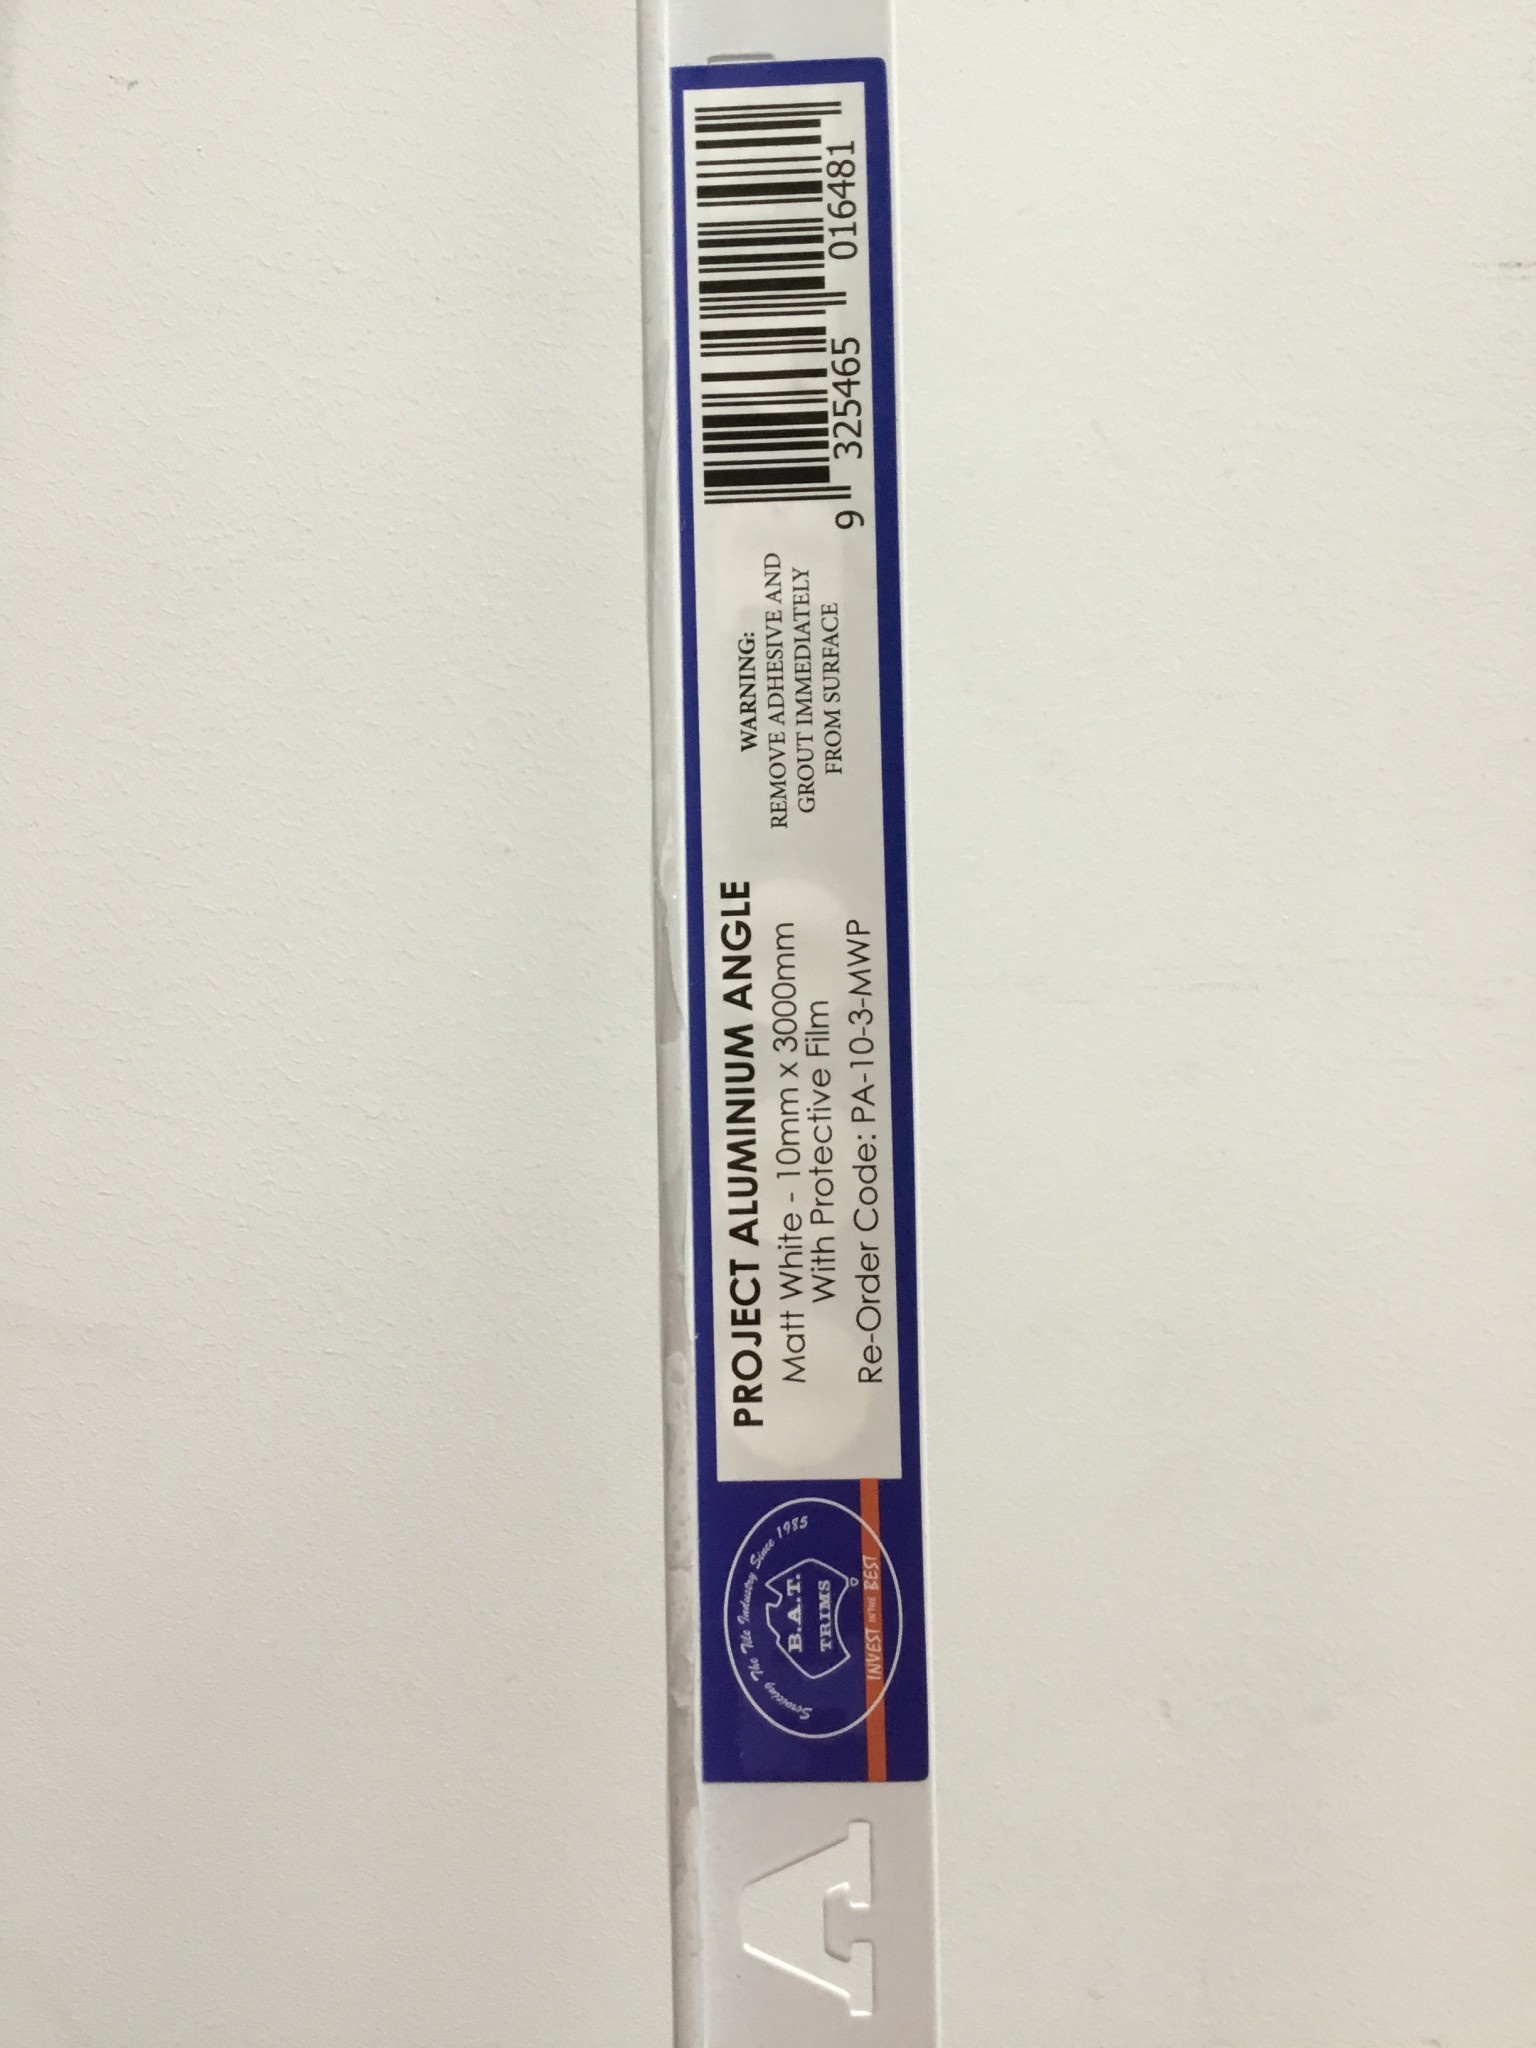 Servicing The Tile Industry Since 1985
B.A.T.
TRIMS
INVEST IN THE BEST
PROJECT ALUMINIUM ANGLE
Matt White - 10mm x 3000mm
With Protective Film
Re-Order Code: PA-10-3-MWP
WARNING:
REMOVE ADHESIVE AND
GROUT IMMEDIATELY
FROM SURFACE
9 325465 016481
A